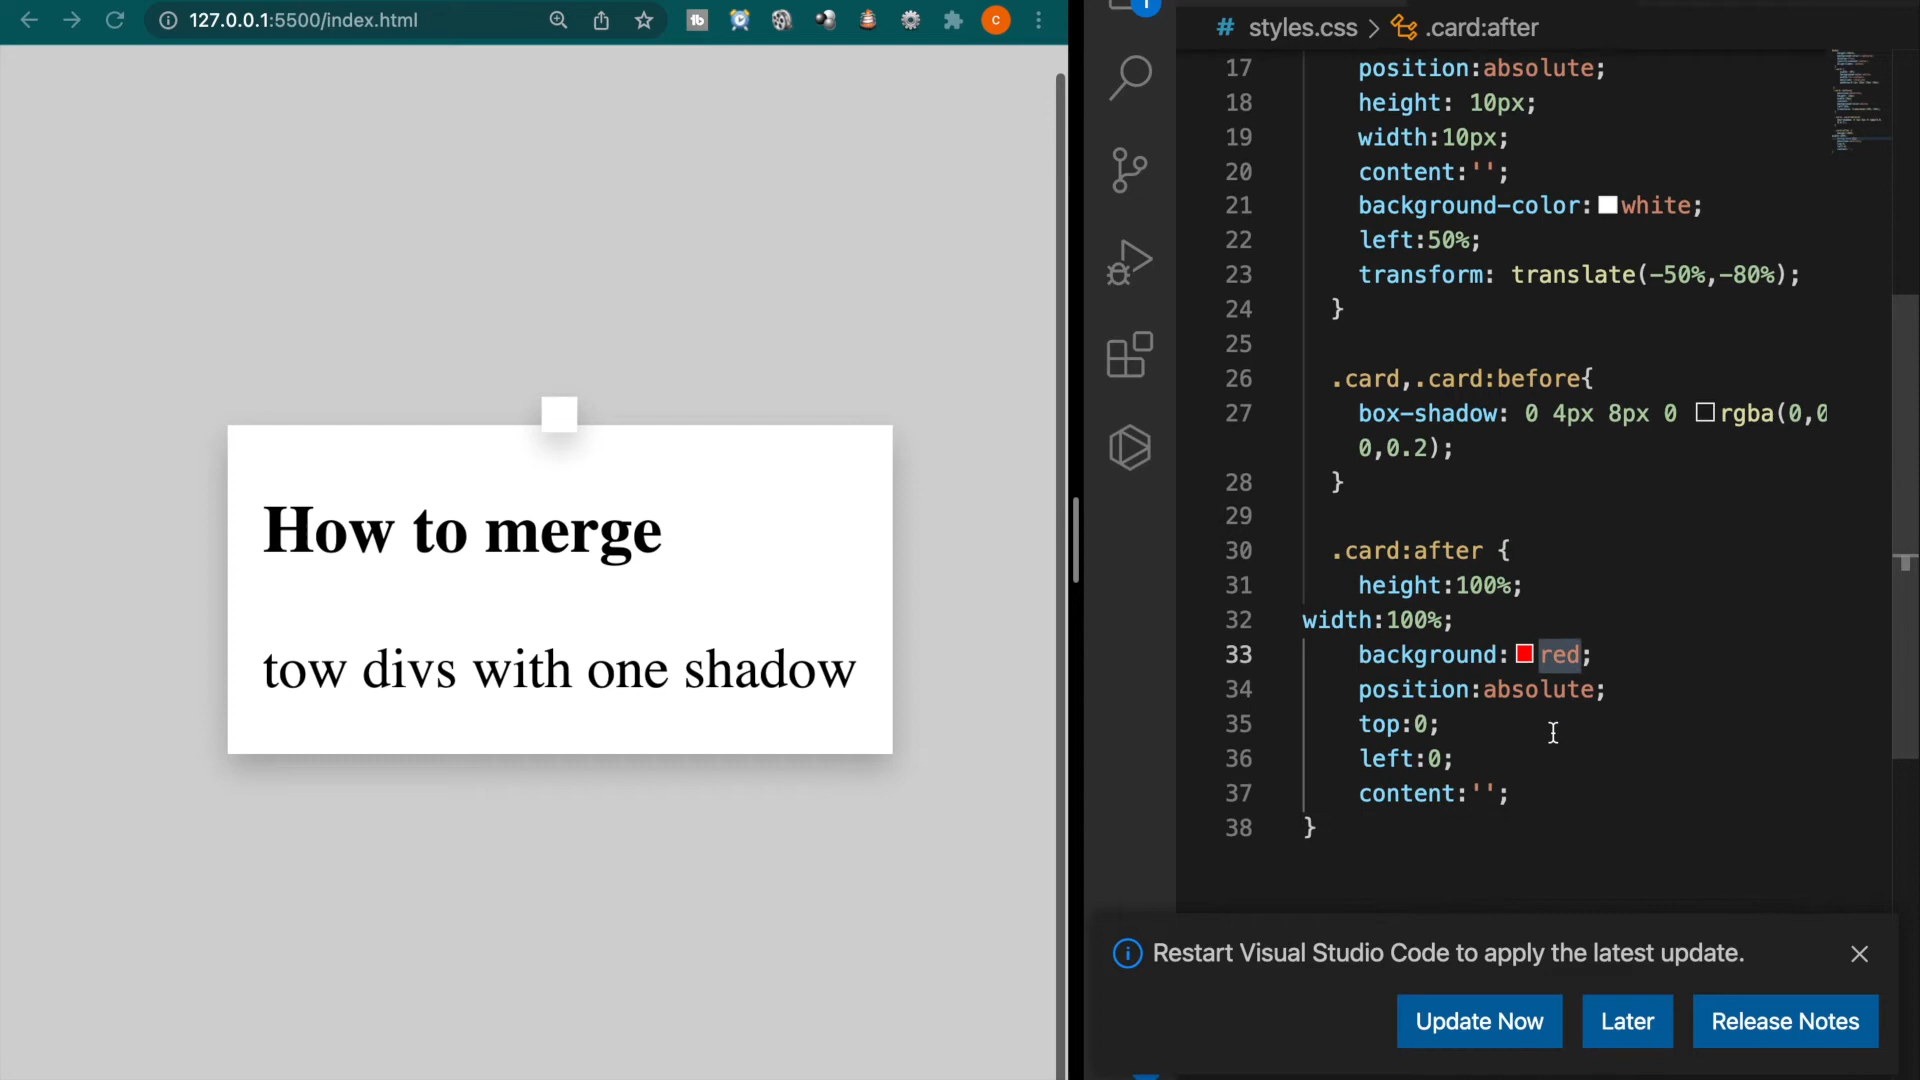 127.0.0.1:5500/index.html
C
How to merge
tow divs with one shadow
# styles.css > .card:after
17 position:absolute;
18 height: 10px;
19 width:10px;
20 content:'';
21 background-color: white;
22 left:50%;
23 transform: translate(-50%,-80%);
24 }
25
26 .card,.card:before{
27 box-shadow: 0 4px 8px 0 rgba(0,0
0,0.2);
28 }
29
30 .card:after {
31 height:100%;
32 width:100%;
33 background: red;
34 position:absolute;
35 top:0;
36 left:0;
37 content:'';
38 }
Restart Visual Studio Code to apply the latest update.
Update Now
Later
Release Notes